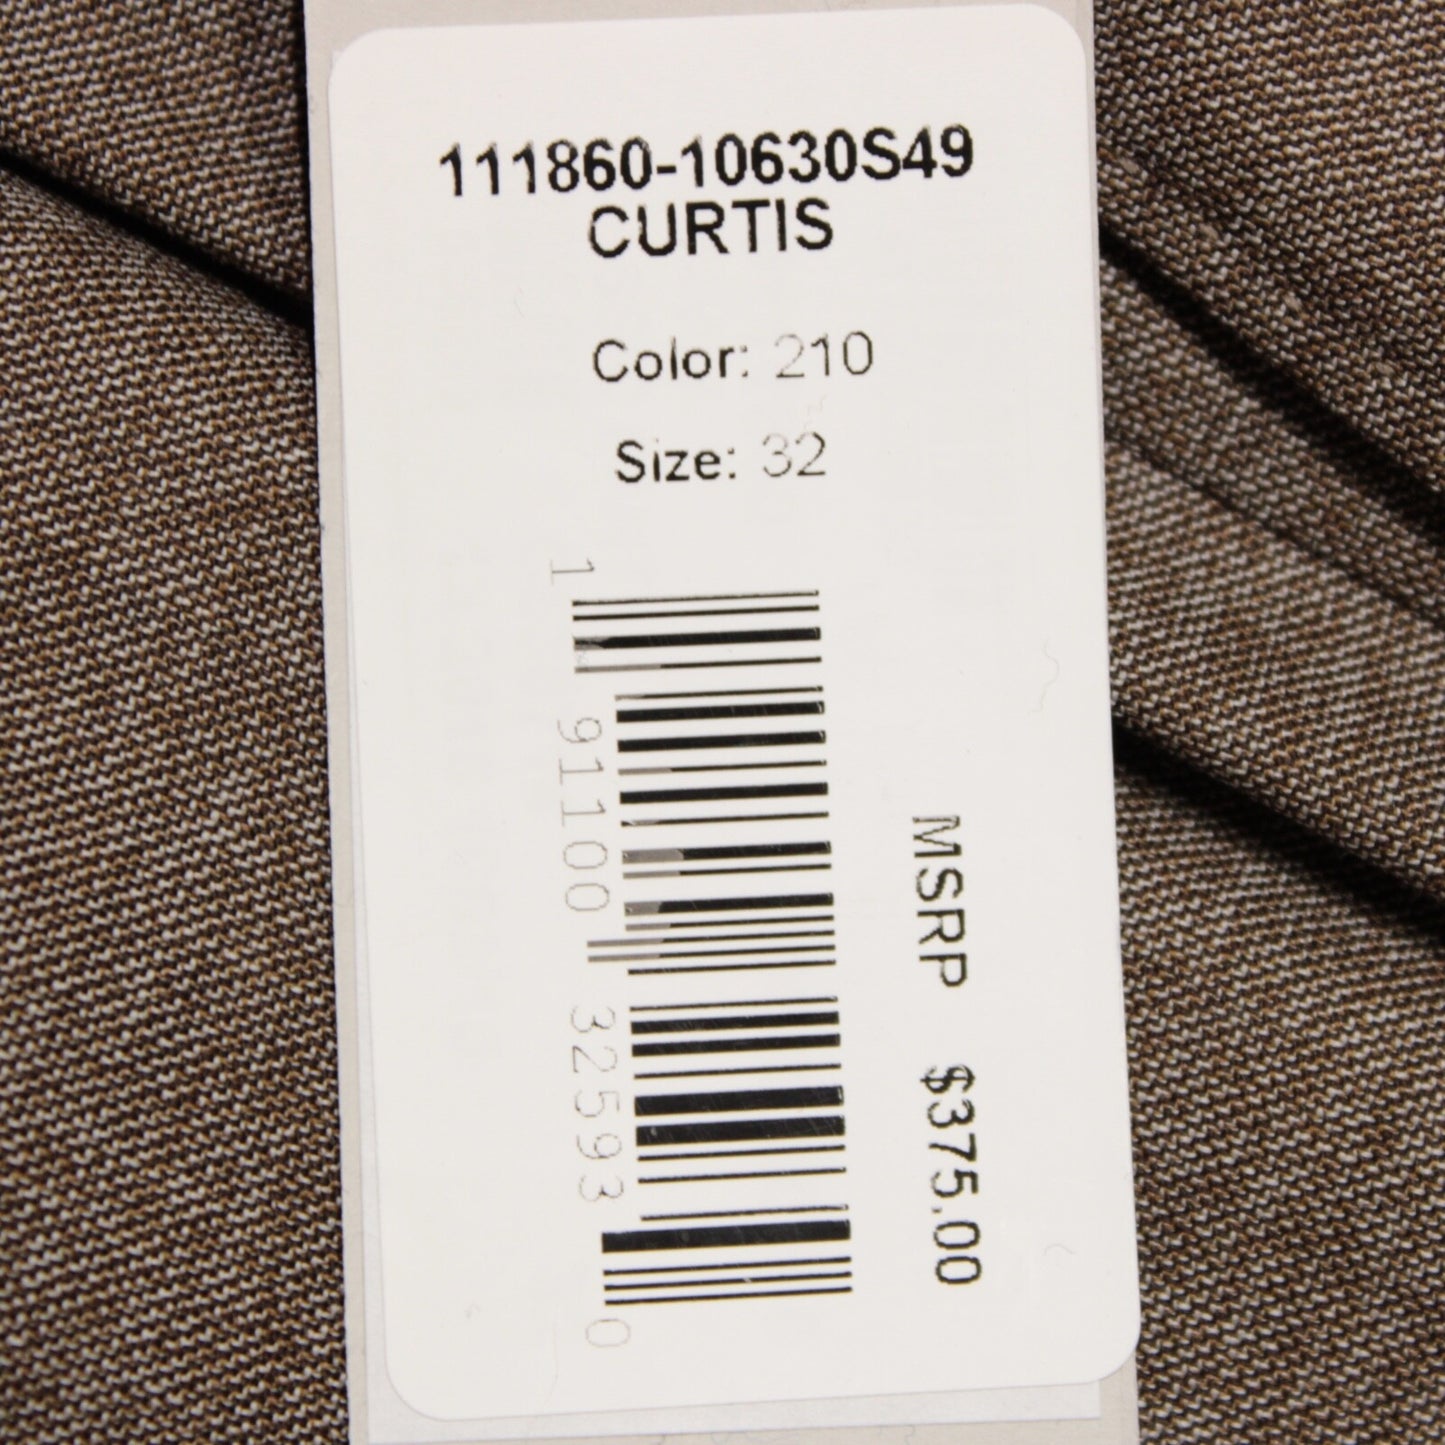 111860-10630S49
CURTIS
Color: 210
Size: 32
1 91100 32593 0
MSRP $375.00